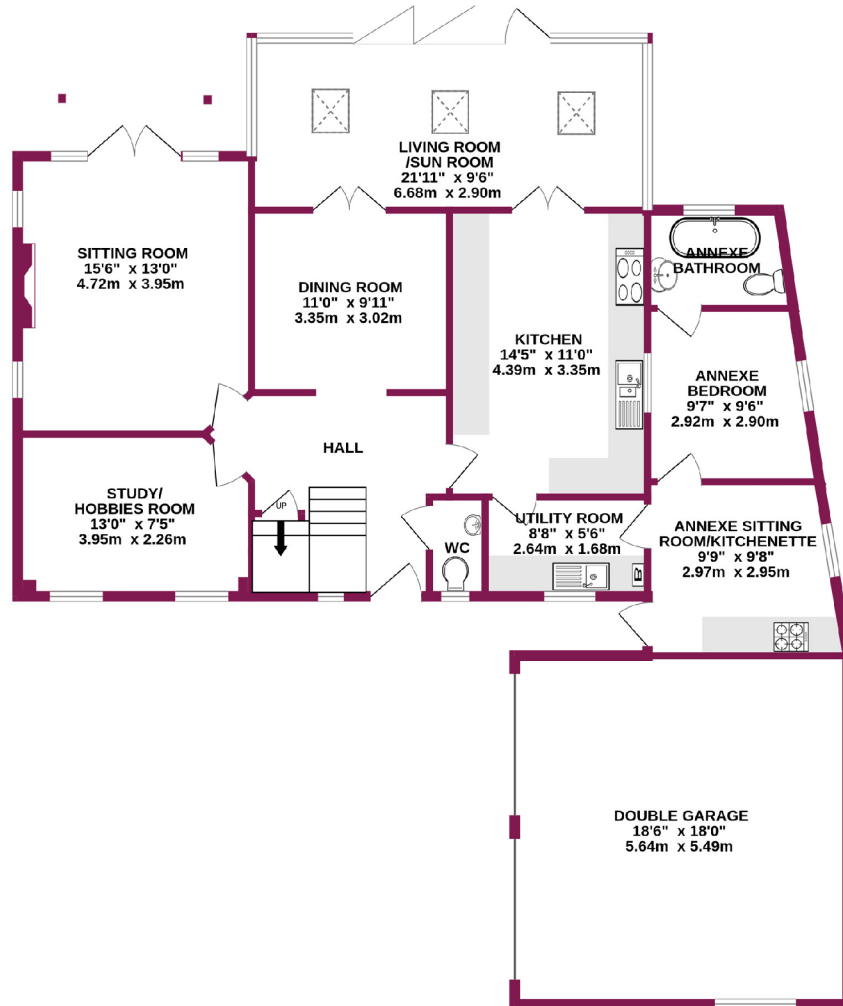 LIVING ROOM
/SUN ROOM
21'11" x 9'6"
6.68m x 2.90m
SITTING ROOM
15'6" x 13'0"
4.72m x 3.95m
DINING ROOM
11'0" x 9'11"
3.35m x 3.02m
KITCHEN
14'5" x 11'0"
4.39m x 3.35m
ANNEXE
BATHROOM
ANNEXE
BEDROOM
9'7" x 9'6"
2.92m x 2.90m
HALL
STUDY/
HOBBIES ROOM
13'0" x 7'5"
3.95m x 2.26m
UP
WC
UTILITY ROOM
8'8" x 5'6"
2.64m x 1.68m
ANNEXE SITTING
ROOM/KITCHENETTE
9'9" x 9'8"
2.97m x 2.95m
DOUBLE GARAGE
18'6" x 18'0"
5.64m x 5.49m